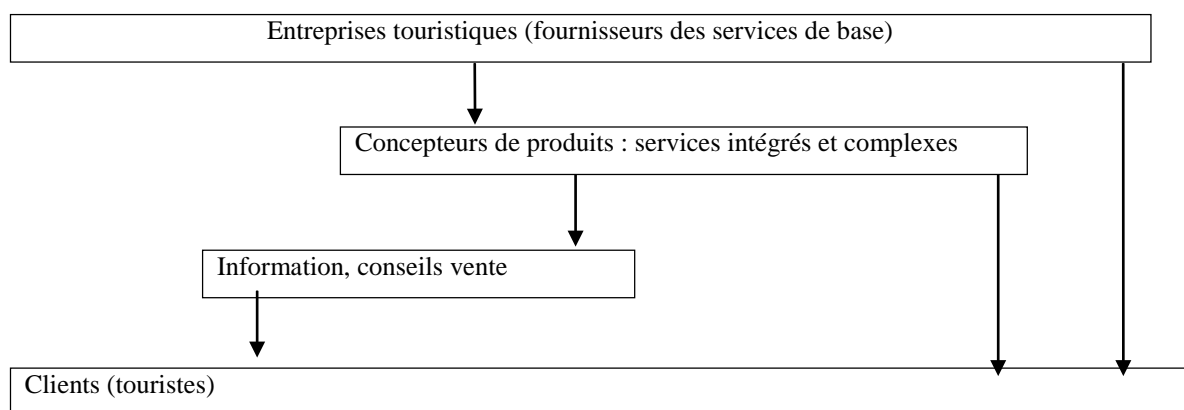 Entreprises touristiques (fournisseurs des services de base)
Concepteurs de produits : services intégrés et complexes
Information, conseils vente
Clients (touristes)